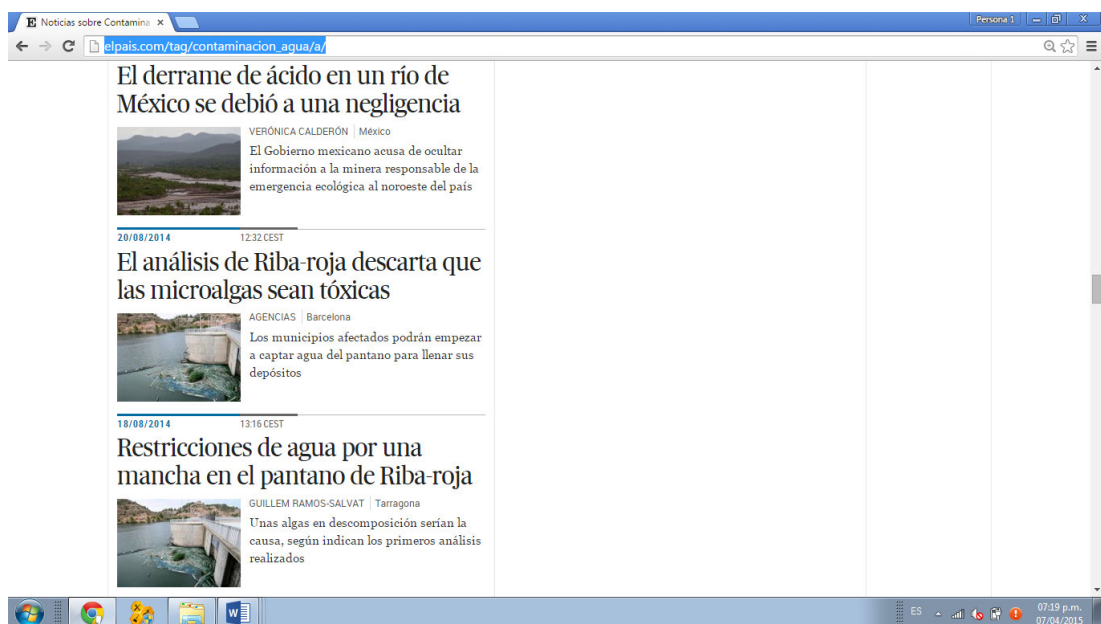 Noticias sobre Contamina
Persona 1
elpais.com/tag/contaminacion_agua/a/
El derrame de ácido en un río de
México se debió a una negligencia
VERÓNICA CALDERÓN México
El Gobierno mexicano acusa de ocultar
información a la minera responsable de la
emergencia ecológica al noroeste del país
20/08/2014 12:32 CEST
El análisis de Riba-roja descarta que
las microalgas sean tóxicas
AGENCIAS Barcelona
Los municipios afectados podrán empezar
a captar agua del pantano para llenar sus
depósitos
18/08/2014 13:16 CEST
Restricciones de agua por una
mancha en el pantano de Riba-roja
GUILLEM RAMOS-SALVAT Tarragona
Unas algas en descomposición serían la
causa, según indican los primeros análisis
realizados
ES
07:19 p.m.
07/04/2015